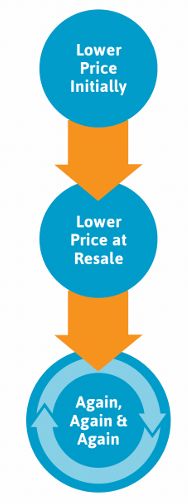 Lower
Price
Initially
Lower
Price at
Resale
Again,
Again &
Again